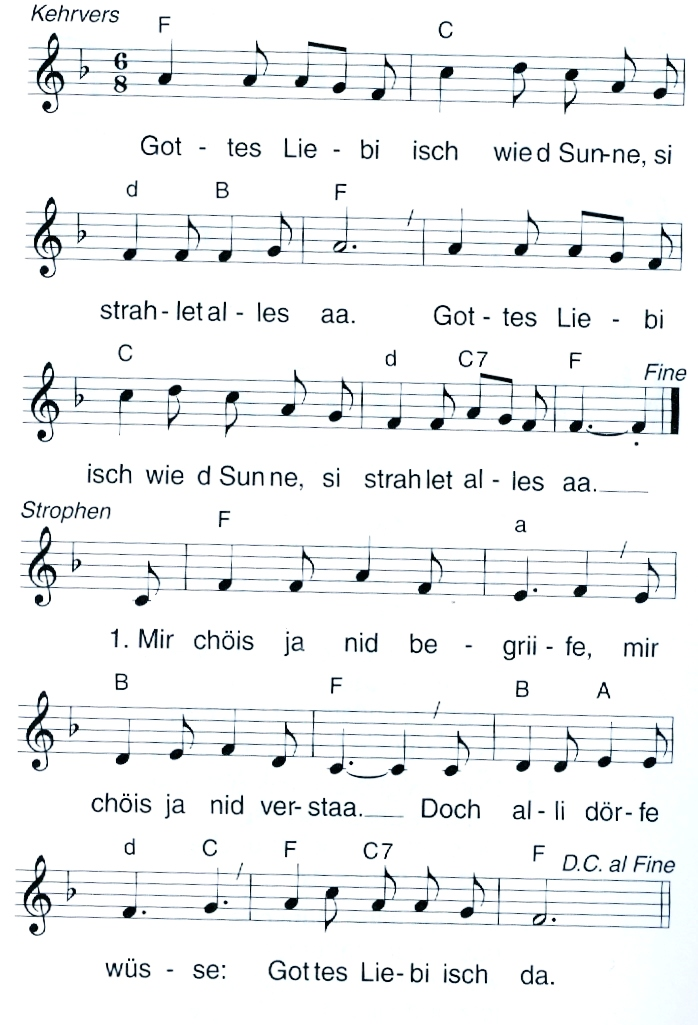 Kehrvers
F C
6
8
Got - tes Lie - bi isch wie d Sun-ne, si
d B F
strah - let al - les aa. Got - tes Lie - bi
C d C7 F Fine
isch wie d Sun ne, si strah let al - les aa.
Strophen
F a
1. Mir chöis ja nid be - grii - fe, mir
B F B A
chöis ja nid ver- staa. Doch al - li dörfe
d C F C7 F D.C. al Fine
wüs - se: Got tes Lie - bi isch da.